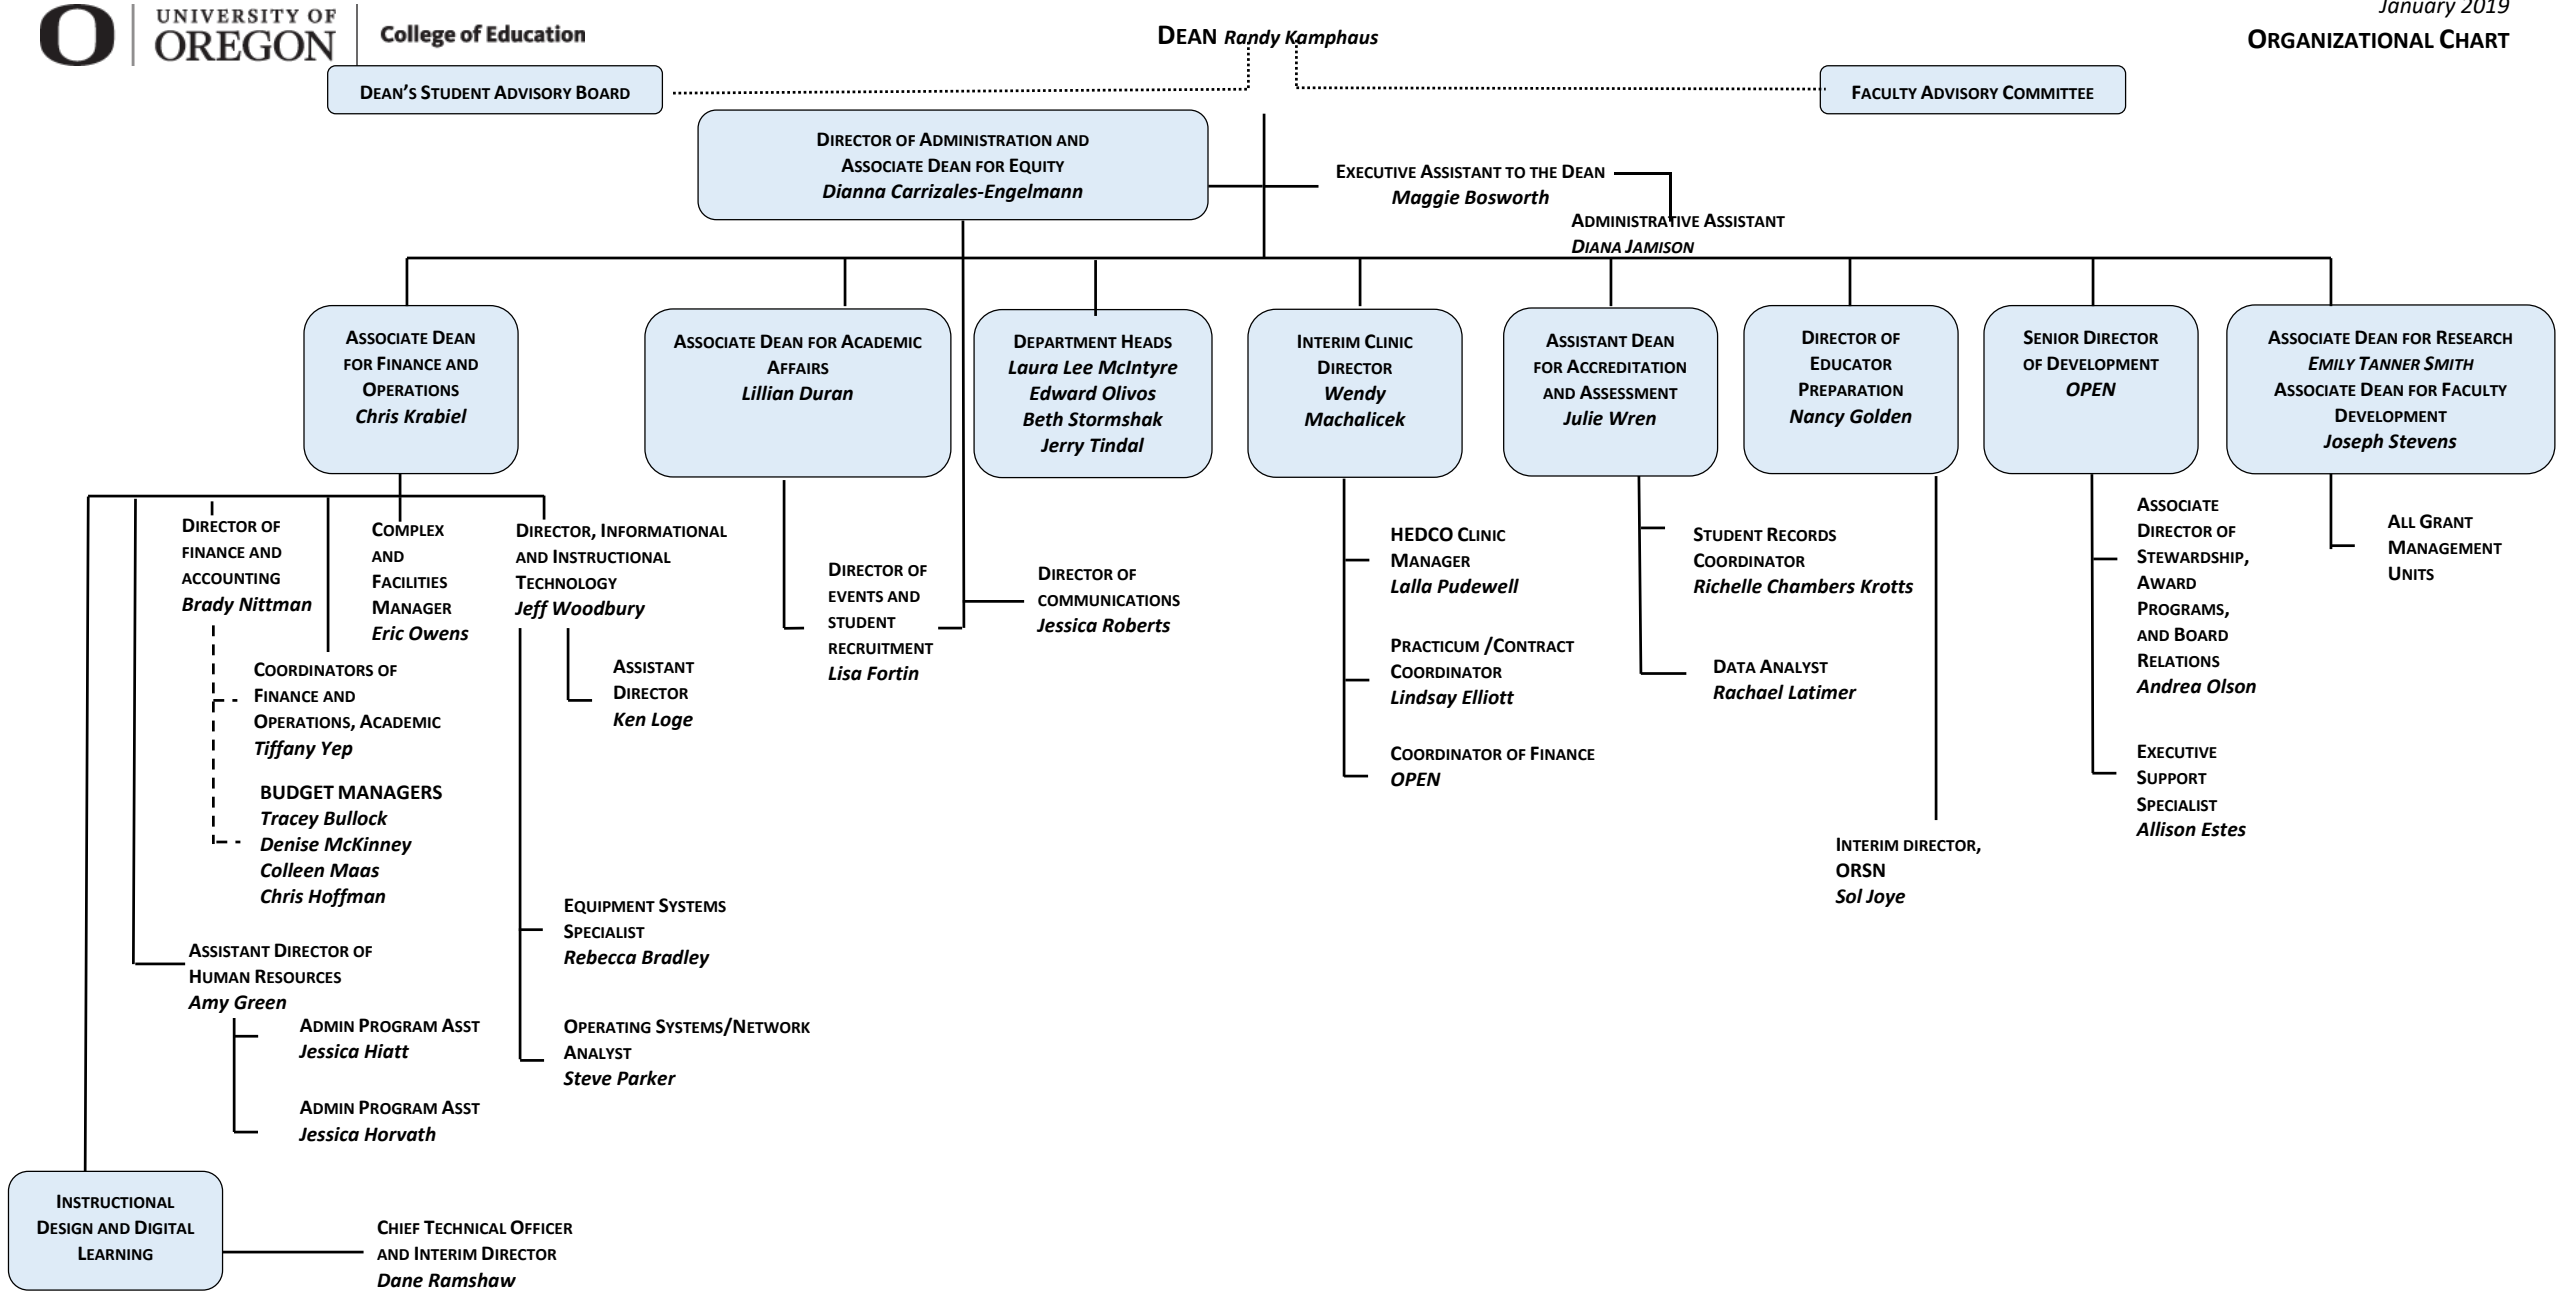 UNIVERSITY OF
OREGON
College of Education
DEAN Randy Kamphaus
January 2019
ORGANIZATIONAL CHART
DEAN'S STUDENT ADVISORY BOARD
FACULTY ADVISORY COMMITTEE
DIRECTOR OF ADMINISTRATION AND
ASSOCIATE DEAN FOR EQUITY
Dianna Carrizales-Engelmann
EXECUTIVE ASSISTANT TO THE DEAN
Maggie Bosworth
ADMINISTRATIVE ASSISTANT
DIANA JAMISON
ASSOCIATE DEAN
FOR FINANCE AND
OPERATIONS
Chris Krabiel
ASSOCIATE DEAN FOR ACADEMIC
AFFAIRS
Lillian Duran
DEPARTMENT HEADS
Laura Lee McIntyre
Edward Olivos
Beth Stormshak
Jerry Tindal
INTERIM CLINIC
DIRECTOR
Wendy
Machalicek
ASSISTANT DEAN
FOR ACCREDITATION
AND ASSESSMENT
Julie Wren
DIRECTOR OF
EDUCATOR
PREPARATION
Nancy Golden
SENIOR DIRECTOR
OF DEVELOPMENT
OPEN
ASSOCIATE DEAN FOR RESEARCH
EMILY TANNER SMITH
ASSOCIATE DEAN FOR FACULTY
DEVELOPMENT
Joseph Stevens
DIRECTOR OF
FINANCE AND
ACCOUNTING
Brady Nittman
COMPLEX
AND
FACILITIES
MANAGER
Eric Owens
DIRECTOR, INFORMATIONAL
AND INSTRUCTIONAL
TECHNOLOGY
Jeff Woodbury
DIRECTOR OF
EVENTS AND
STUDENT
RECRUITMENT
Lisa Fortin
DIRECTOR OF
COMMUNICATIONS
Jessica Roberts
HEDCO CLINIC
MANAGER
Lalla Pudewell
STUDENT RECORDS
COORDINATOR
Richelle Chambers Krotts
ASSOCIATE
DIRECTOR OF
STEWARDSHIP,
AWARD
PROGRAMS,
AND BOARD
RELATIONS
Andrea Olson
ALL GRANT
MANAGEMENT
UNITS
COORDINATORS OF
FINANCE AND
OPERATIONS, ACADEMIC
Tiffany Yep
ASSISTANT
DIRECTOR
Ken Loge
PRACTICUM /CONTRACT
COORDINATOR
Lindsay Elliott
DATA ANALYST
Rachael Latimer
COORDINATOR OF FINANCE
OPEN
EXECUTIVE
SUPPORT
SPECIALIST
Allison Estes
BUDGET MANAGERS
Tracey Bullock
Denise McKinney
Colleen Maas
Chris Hoffman
INTERIM DIRECTOR,
ORSN
Sol Joye
EQUIPMENT SYSTEMS
SPECIALIST
Rebecca Bradley
ASSISTANT DIRECTOR OF
HUMAN RESOURCES
Amy Green
ADMIN PROGRAM ASST
Jessica Hiatt
OPERATING SYSTEMS/NETWORK
ANALYST
Steve Parker
ADMIN PROGRAM ASST
Jessica Horvath
INSTRUCTIONAL
DESIGN AND DIGITAL
LEARNING
CHIEF TECHNICAL OFFICER
AND INTERIM DIRECTOR
Dane Ramshaw